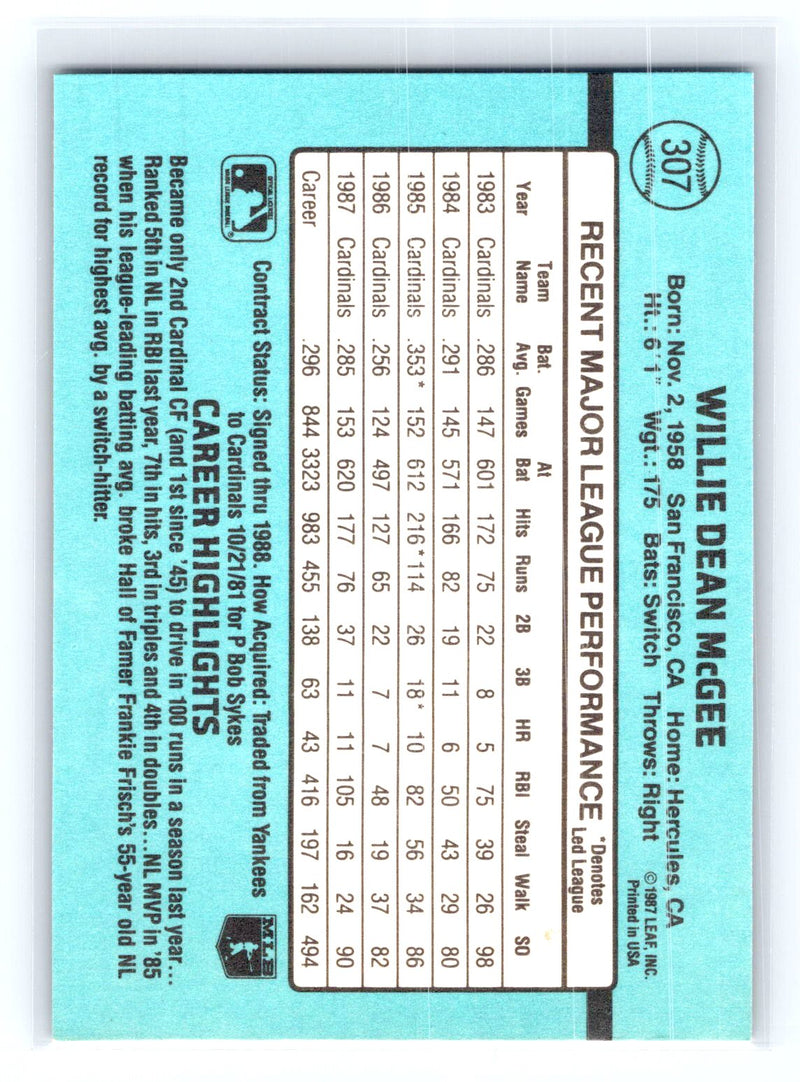 307
WILLIE DEAN McGEE
Born: Nov. 2, 1958 San Francisco, CA Home: Hercules, CA
Ht.: 6'1" Wgt.: 175 Bats: Switch Throws: Right
©1987 LEAF, INC.
Printed in USA
RECENT MAJOR LEAGUE PERFORMANCE
*Denotes
Led League
Year Team Name Bat. Avg. Games At Bat Hits Runs 2B 3B HR RBI Steal Walk SO
1983 Cardinals .286 147 601 172 75 22 8 5 75 39 26 98
1984 Cardinals .291 145 571 166 82 19 11 6 50 43 29 80
1985 Cardinals .353* 152 612 216* 114 26 18* 10 82 56 34 86
1986 Cardinals .256 124 497 127 65 22 7 7 48 19 37 82
1987 Cardinals .285 153 620 177 76 37 11 11 105 16 24 90
Career .296 844 3323 983 455 138 63 43 416 197 162 494
OFFICIAL LICENSEE
MAJOR LEAGUE BASEBALL
®
Contract Status: Signed thru 1988. How Acquired: Traded from Yankees
to Cardinals 10/21/81 for P Bob Sykes
MLB
CAREER HIGHLIGHTS
Became only 2nd Cardinal CF (and 1st since '45) to drive in 100 runs in a season last year...
Ranked 5th in NL in RBI last year, 7th in hits, 3rd in triples and 4th in doubles...NL MVP in '85
when his league-leading batting avg. broke Hall of Famer Frankie Frisch's 55-year old NL
record for highest avg. by a switch-hitter.